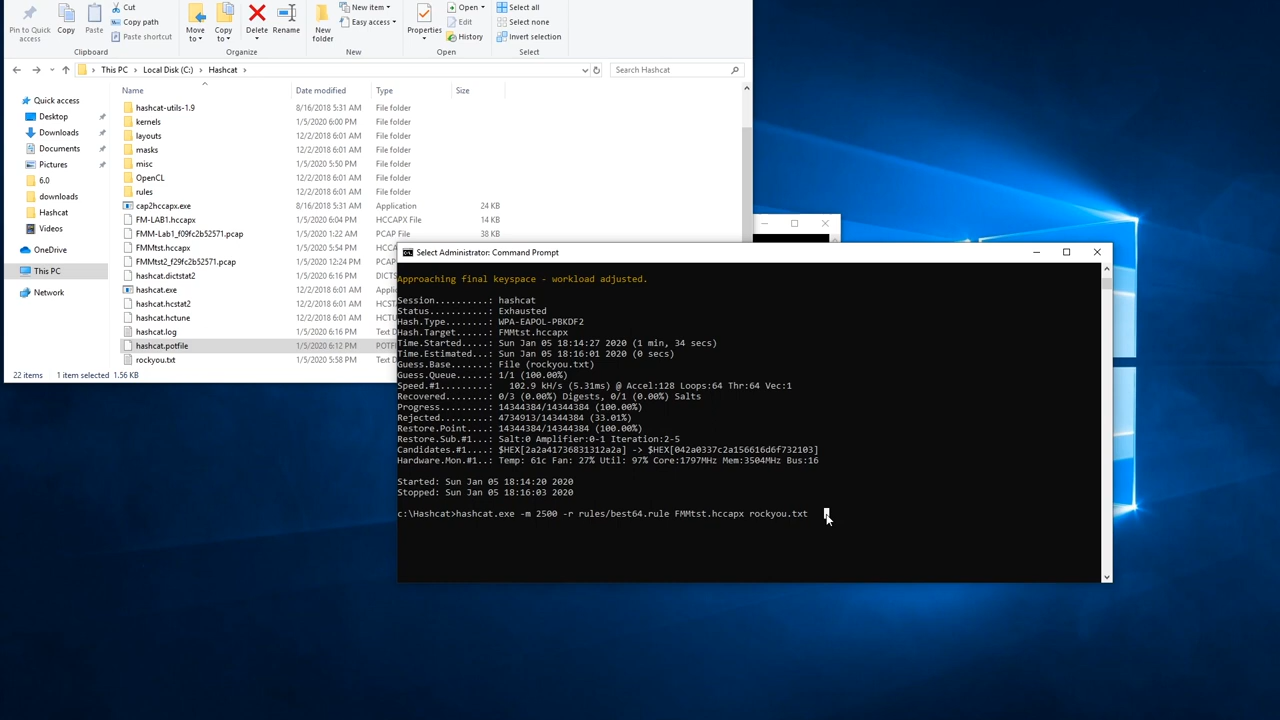 Cut
Copy path
Paste shortcut
Pin to Quick access
Copy
Paste
Clipboard
Move to
Copy to
Delete
Rename
Organize
New folder
New item
Easy access
New
Properties
Open
Edit
History
Open
Select all
Select none
Invert selection
Select
This PC > Local Disk (C:) > Hashcat >
Search Hashcat
Quick access
Desktop
Downloads
Documents
Pictures
6.0
downloads
Hashcat
Videos
OneDrive
This PC
Network
Name Date modified Type Size
hashcat-utils-1.9 8/16/2018 5:31 AM File folder
kernels 1/5/2020 6:00 PM File folder
layouts 12/2/2018 6:01 AM File folder
masks 12/2/2018 6:01 AM File folder
misc 1/5/2020 5:50 PM File folder
OpenCL 12/2/2018 6:01 AM File folder
rules 12/2/2018 6:01 AM File folder
cap2hccapx.exe 8/16/2018 5:31 AM Application 24 KB
FM-LAB1.hccapx 1/5/2020 6:04 PM HCCAPX File 14 KB
FMM-Lab1_f09fc2b52571.pcap 1/5/2020 1:22 AM PCAP File 38 KB
FMMtst.hccapx 1/5/2020 5:54 PM HCCAP
FMMtst2_f29fc2b52571.pcap 1/5/2020 12:24 PM PCAP F
hashcat.dictstat2 1/5/2020 6:16 PM DICTS
hashcat.exe 12/2/2018 6:01 AM Applic
hashcat.hcstat2 12/2/2018 6:01 AM HCSTA
hashcat.hctune 12/2/2018 6:01 AM HCTU
hashcat.log 1/5/2020 6:16 PM Text D
hashcat.potfile 1/5/2020 6:12 PM POTFI
rockyou.txt 1/5/2020 5:58 PM Text D
22 items 1 item selected 1.56 KB
Select Administrator: Command Prompt
Approaching final keyspace - workload adjusted.
Session..........: hashcat
Status...........: Exhausted
Hash.Type........: WPA-EAPOL-PBKDF2
Hash.Target......: FMMtst.hccapx
Time.Started.....: Sun Jan 05 18:14:27 2020 (1 min, 34 secs)
Time.Estimated...: Sun Jan 05 18:16:01 2020 (0 secs)
Guess.Base.......: File (rockyou.txt)
Guess.Queue......: 1/1 (100.00%)
Speed.#1.........:   102.9 kH/s (5.31ms) @ Accel:128 Loops:64 Thr:64 Vec:1
Recovered........: 0/3 (0.00%) Digests, 0/1 (0.00%) Salts
Progress.........: 14344384/14344384 (100.00%)
Rejected.........: 4734913/14344384 (33.01%)
Restore.Point....: 14344384/14344384 (100.00%)
Restore.Sub.#1...: Salt:0 Amplifier:0-1 Iteration:2-5
Candidates.#1....: $HEX[2a2a41736831312a2a] -> $HEX[042a0337c2a156616d6f732103]
Hardware.Mon.#1..: Temp: 61c Fan: 27% Util: 97% Core:1797MHz Mem:3504MHz Bus:16
Started: Sun Jan 05 18:14:20 2020
Stopped: Sun Jan 05 18:16:03 2020
c:\Hashcat>hashcat.exe -m 2500 -r rules/best64.rule FMMtst.hccapx rockyou.txt